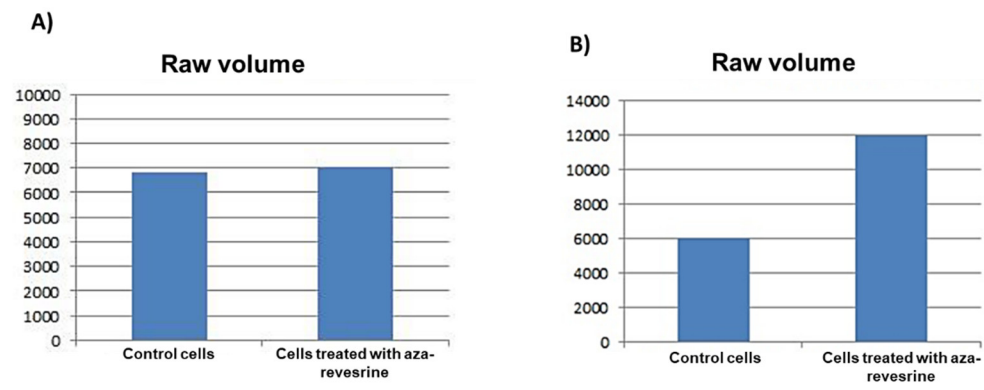 A)
Raw volume
10000
9000
8000
7000
6000
5000
4000
3000
2000
1000
0
Control cells
Cells treated with aza-
revesrine
B)
Raw volume
14000
12000
10000
8000
6000
4000
2000
0
Control cells
Cells treated with aza-
revesrine